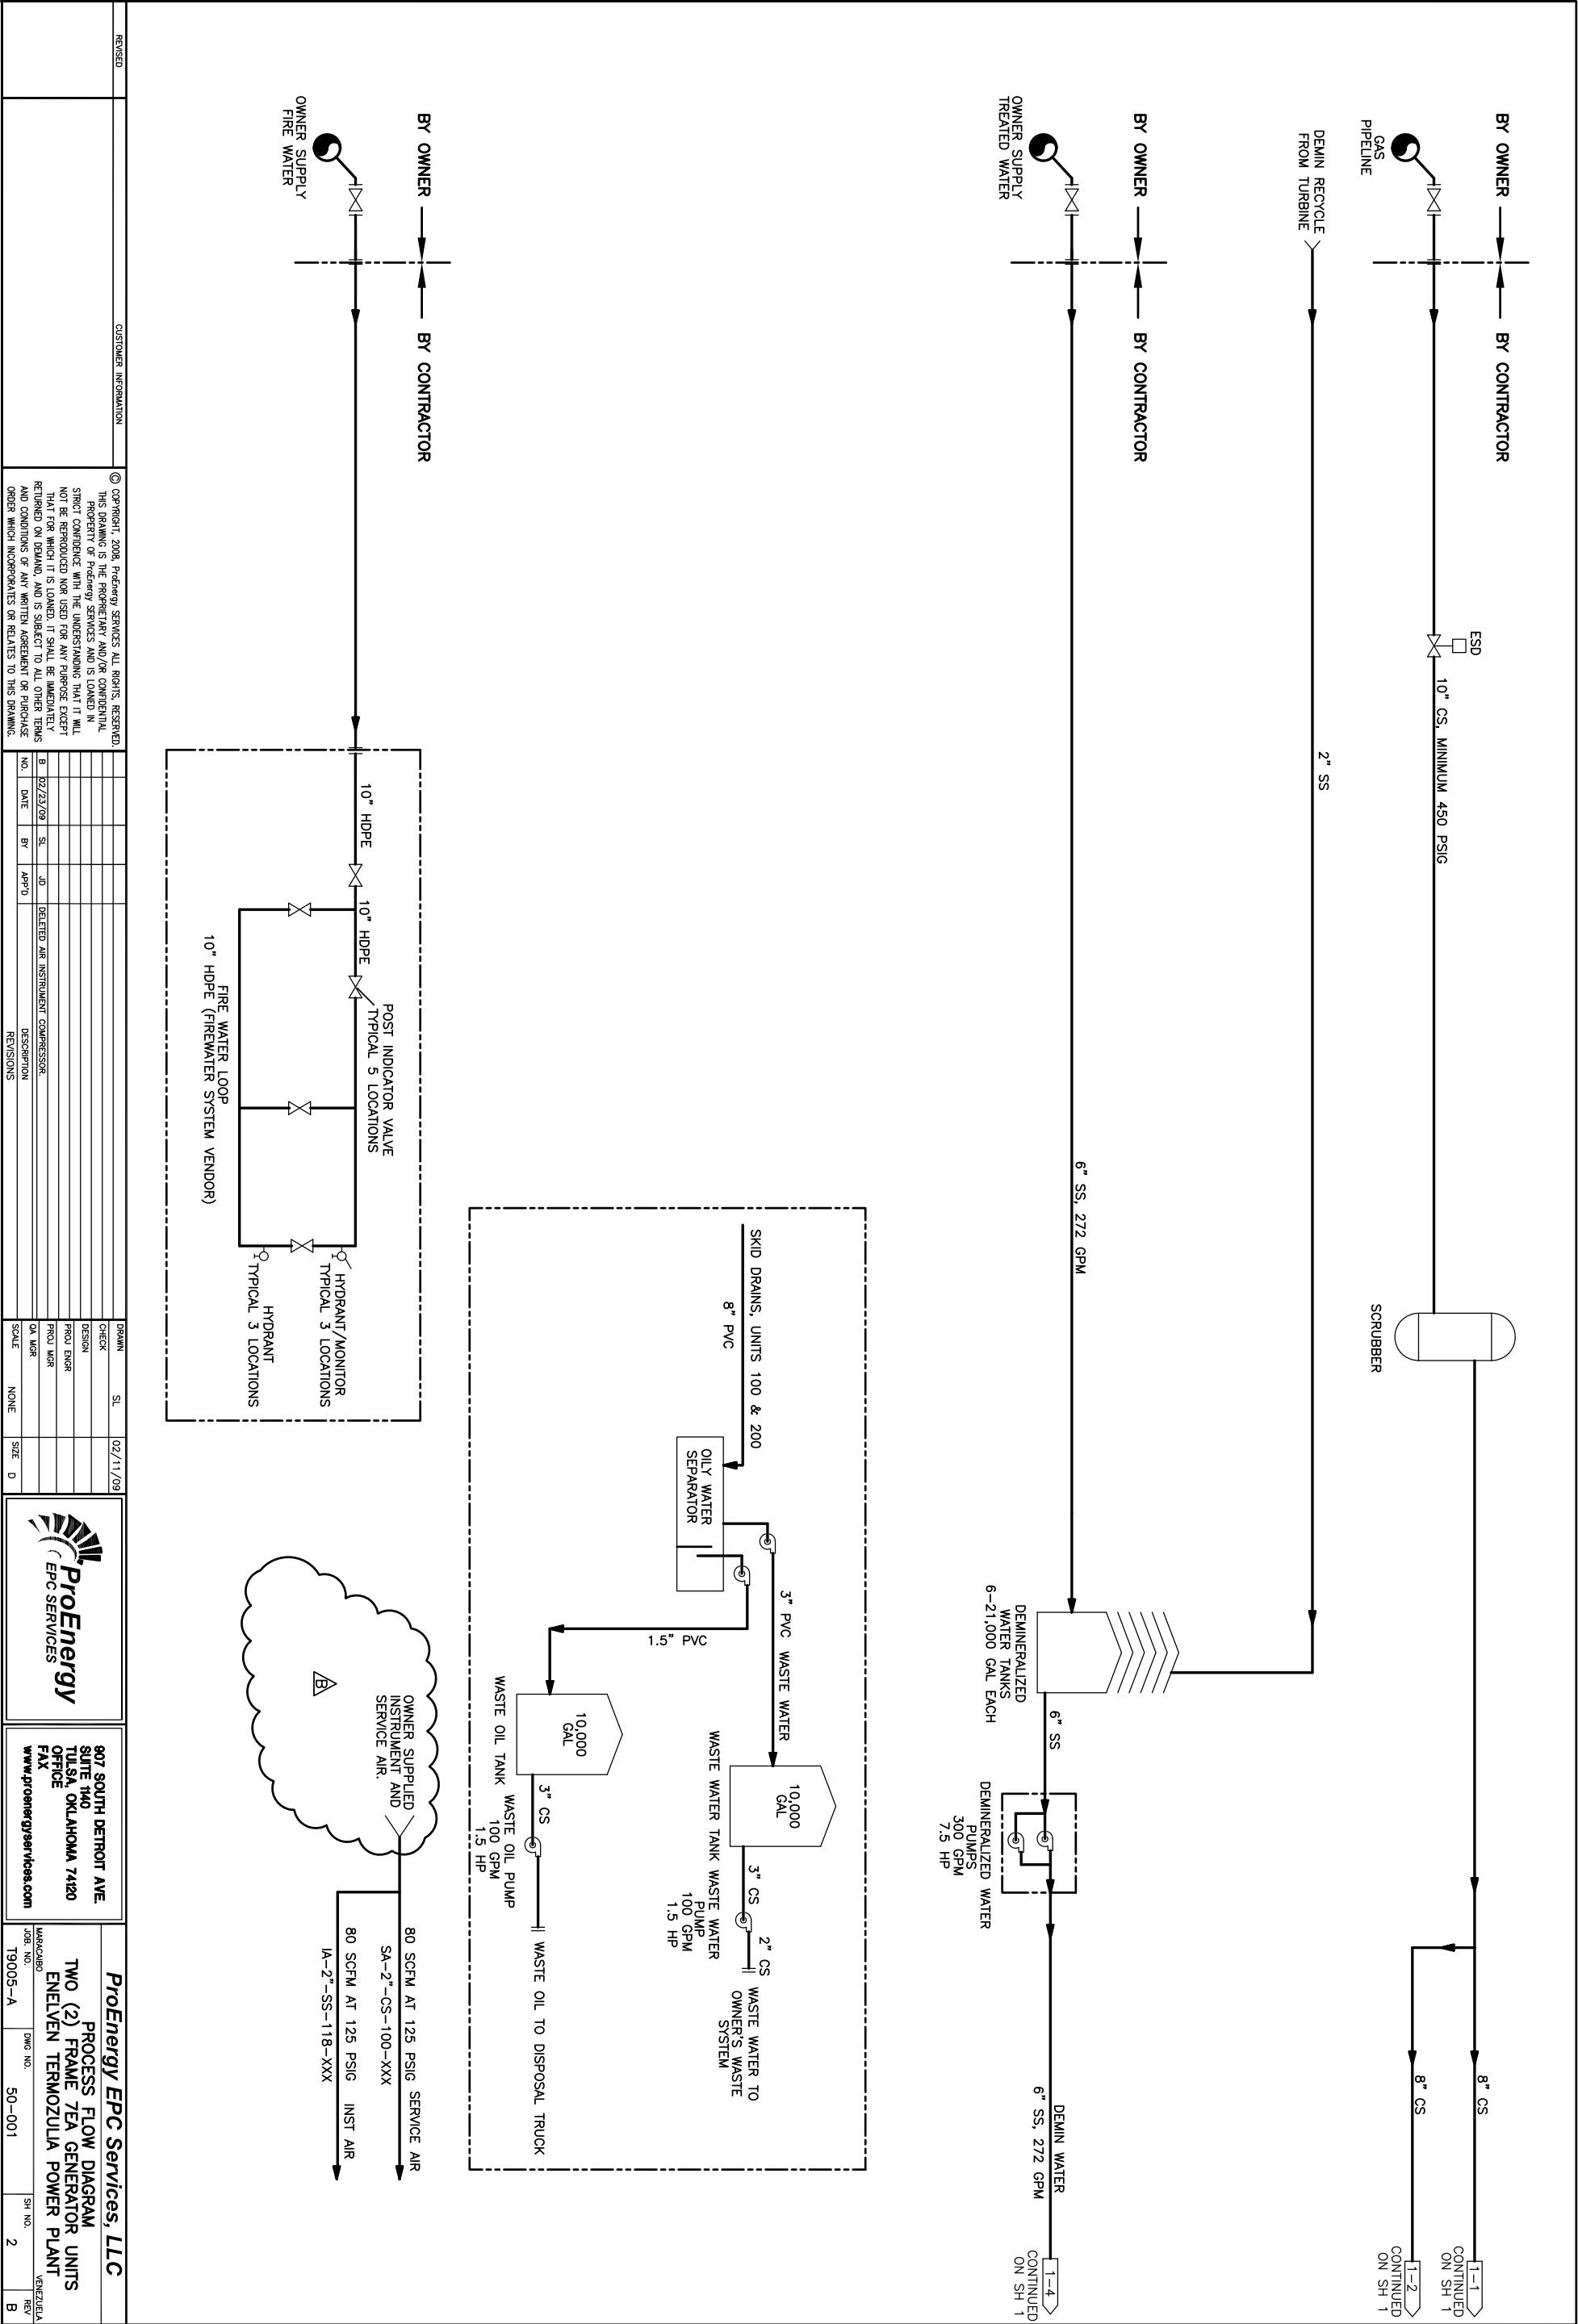 BY OWNER
BY CONTRACTOR
GAS
PIPELINE
ESD
10" CS, MINIMUM 450 PSIG
SCRUBBER
8" CS
8" CS
1-1
CONTINUED
ON SH 1
1-2
CONTINUED
ON SH 1
DEMIN RECYCLE
FROM TURBINE
2" SS
BY OWNER
BY CONTRACTOR
OWNER SUPPLY
TREATED WATER
6" SS, 272 GPM
DEMINERALIZED
WATER TANKS
6-21,000 GAL EACH
6" SS
DEMINERALIZED WATER
PUMPS
300 GPM
7.5 HP
DEMIN WATER
6" SS, 272 GPM
1-4
CONTINUED
ON SH 1
SKID DRAINS, UNITS 100 & 200
8" PVC
OILY WATER
SEPARATOR
3" PVC WASTE WATER
1.5" PVC
10,000
GAL
WASTE WATER TANK
3" CS
WASTE WATER
PUMP
100 GPM
1.5 HP
2" CS
WASTE WATER TO
OWNER'S WASTE
SYSTEM
10,000
GAL
WASTE OIL TANK
3" CS
WASTE OIL PUMP
100 GPM
1.5 HP
WASTE OIL TO DISPOSAL TRUCK
BY OWNER
BY CONTRACTOR
OWNER SUPPLY
FIRE WATER
10" HDPE
10" HDPE
POST INDICATOR VALVE
TYPICAL 5 LOCATIONS
FIRE WATER LOOP
10" HDPE (FIREWATER SYSTEM VENDOR)
HYDRANT/MONITOR
TYPICAL 3 LOCATIONS
HYDRANT
TYPICAL 3 LOCATIONS
OWNER SUPPLIED
INSTRUMENT AND
SERVICE AIR.
B
80 SCFM AT 125 PSIG SERVICE AIR
SA-2"-CS-100-XXX
80 SCFM AT 125 PSIG INST AIR
IA-2"-SS-118-XXX
REVISED
CUSTOMER INFORMATION
© COPYRIGHT, 2008, ProEnergy SERVICES ALL RIGHTS, RESERVED.
THIS DRAWING IS THE PROPRIETARY AND/OR CONFIDENTIAL
PROPERTY OF ProEnergy SERVICES AND IS LOANED IN
STRICT CONFIDENCE WITH THE UNDERSTANDING THAT IT WILL
NOT BE REPRODUCED NOR USED FOR ANY PURPOSE EXCEPT
THAT FOR WHICH IT IS LOANED. IT SHALL BE IMMEDIATELY
RETURNED ON DEMAND, AND IS SUBJECT TO ALL OTHER TERMS
AND CONDITIONS OF ANY WRITTEN AGREEMENT OR PURCHASE
ORDER WHICH INCORPORATES OR RELATES TO THIS DRAWING.
B 02/23/09 SL JD DELETED AIR INSTRUMENT COMPRESSOR.
NO. DATE BY APP'D DESCRIPTION
REVISIONS
DRAWN SL 02/11/09
CHECK
DESIGN
PROJ ENGR
PROJ MGR
QA MGR
SCALE NONE SIZE D
ProEnergy
EPC SERVICES
907 SOUTH DETROIT AVE.
SUITE 1140
TULSA, OKLAHOMA 74120
OFFICE
FAX
www.proenergyservices.com
ProEnergy EPC Services, LLC
PROCESS FLOW DIAGRAM
TWO (2) FRAME 7EA GENERATOR UNITS
ENELVEN TERMOZULIA POWER PLANT
MARACAIBO VENEZUELA
JOB. NO. DWG NO. SH NO. REV
T9005-A 50-001 2 B